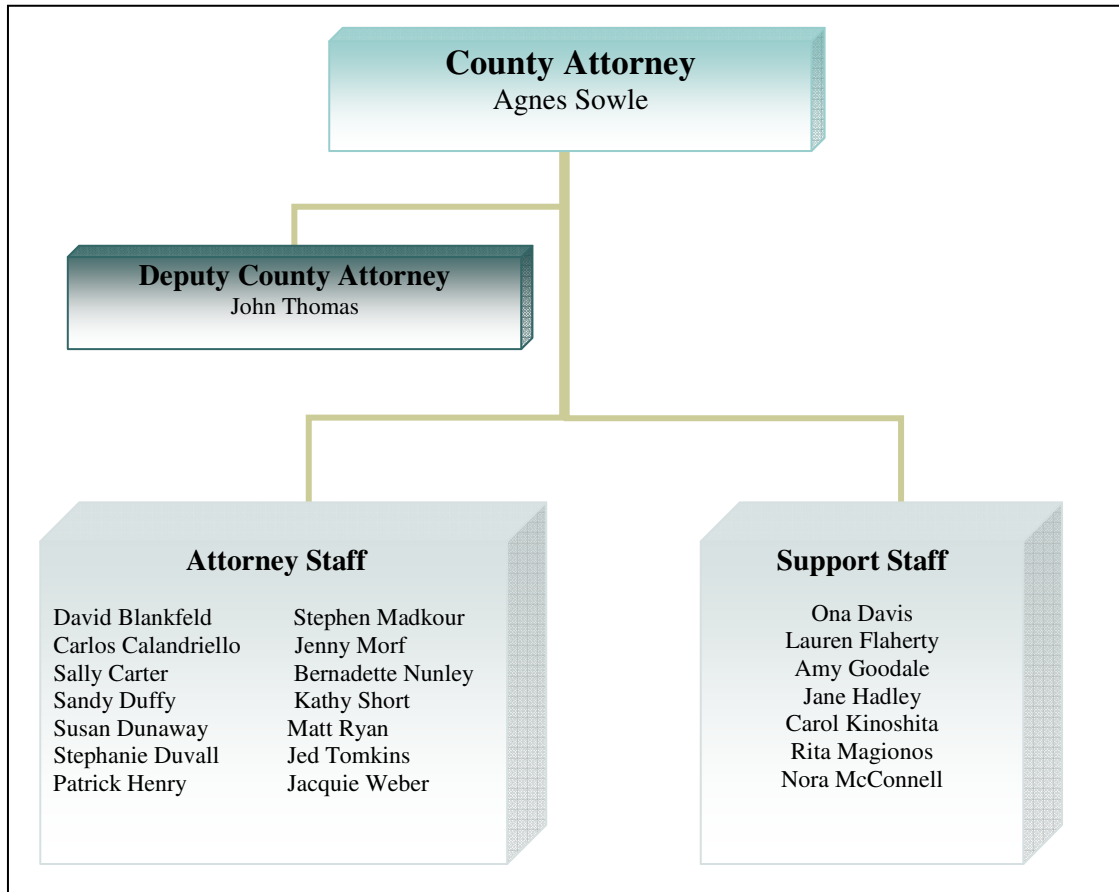 County Attorney
Agnes Sowle
Deputy County Attorney
John Thomas
Attorney Staff
David Blankfeld
Carlos Calandriello
Sally Carter
Sandy Duffy
Susan Dunaway
Stephanie Duvall
Patrick Henry
Stephen Madkour
Jenny Morf
Bernadette Nunley
Kathy Short
Matt Ryan
Jed Tomkins
Jacquie Weber
Support Staff
Ona Davis
Lauren Flaherty
Amy Goodale
Jane Hadley
Carol Kinoshita
Rita Magionos
Nora McConnell